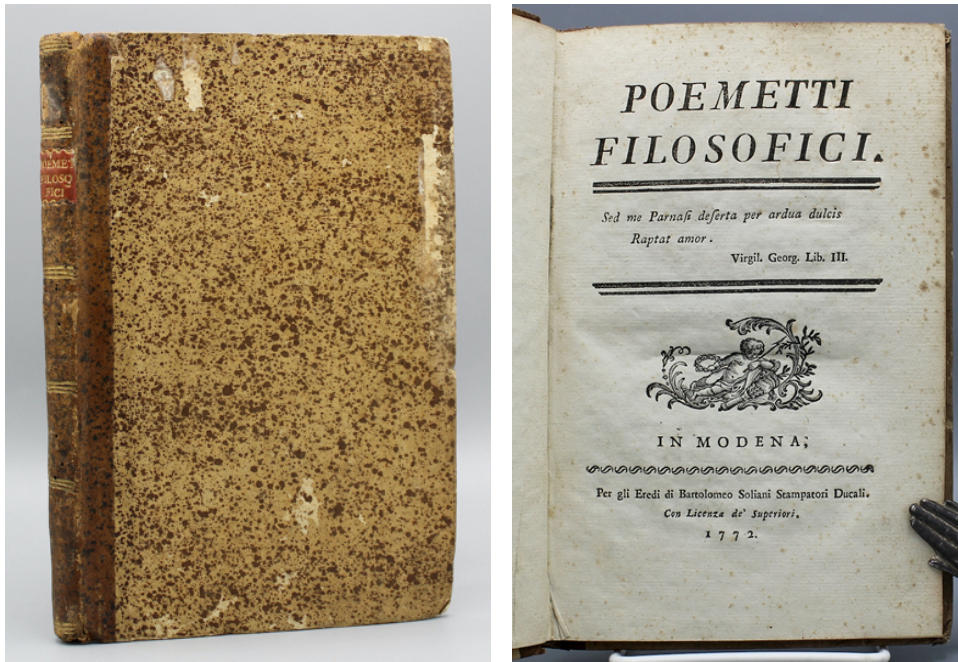 POEMET
FILOSO
FICI
POEMETTI
FILOSOFICI.
Sed me Parnaſi deſerta per ardua dulcis
Raptat amor.
Virgil. Georg. Lib. III.
IN MODENA;
Per gli Eredi di Bartolomeo Soliani Stampatori Ducali.
Con Licenza de' Superiori.
1772.